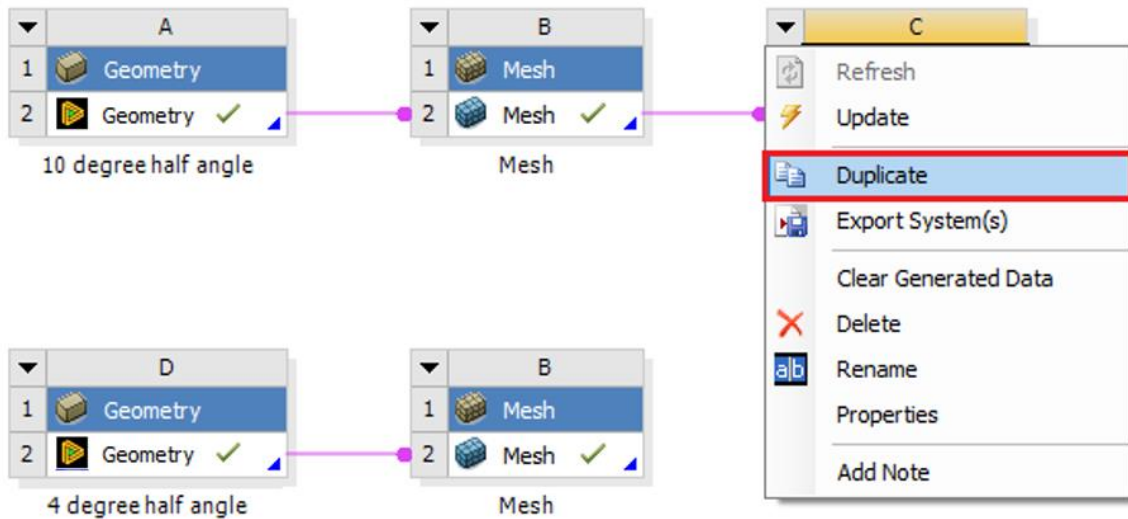 A
1 Geometry
2 Geometry
10 degree half angle
B
1 Mesh
2 Mesh
Mesh
C
Refresh
Update
Duplicate
Export System(s)
Clear Generated Data
Delete
a|b Rename
Properties
Add Note
D
1 Geometry
2 Geometry
4 degree half angle
B
1 Mesh
2 Mesh
Mesh